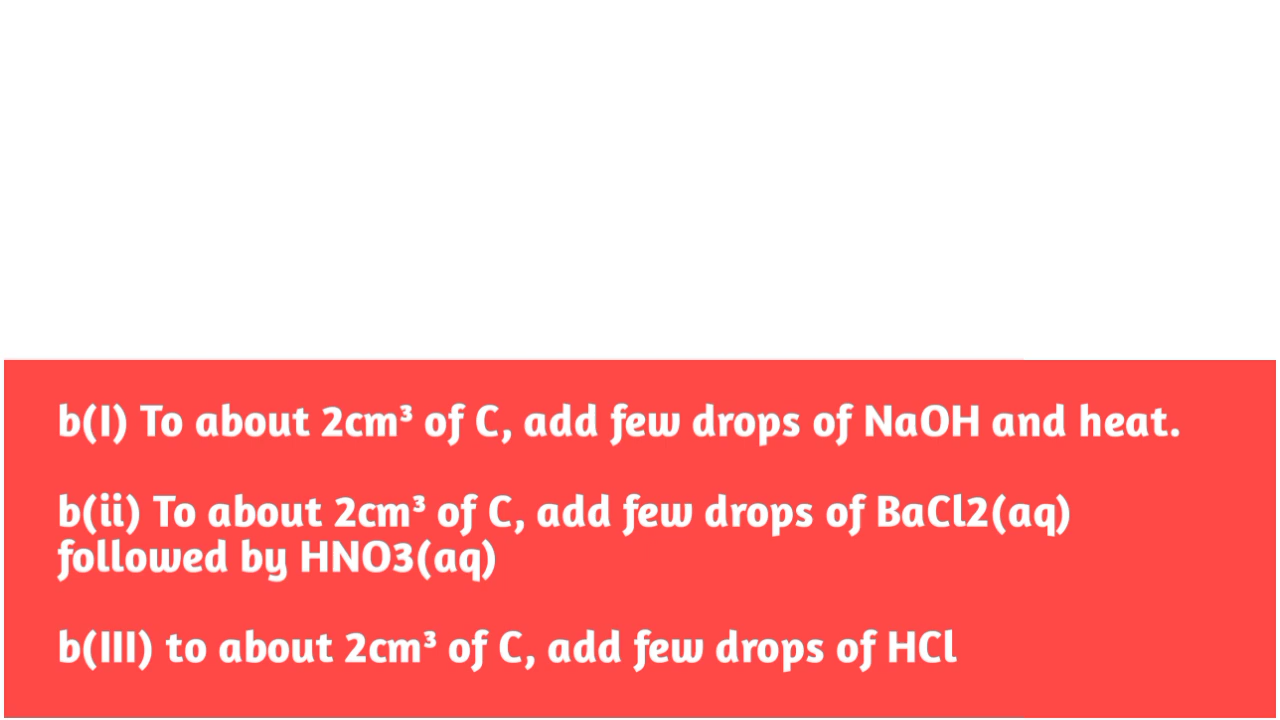 b(I) To about 2cm³ of C, add few drops of NaOH and heat.
b(ii) To about 2cm³ of C, add few drops of BaCl2(aq)
followed by HNO3(aq)
b(III) to about 2cm³ of C, add few drops of HCl